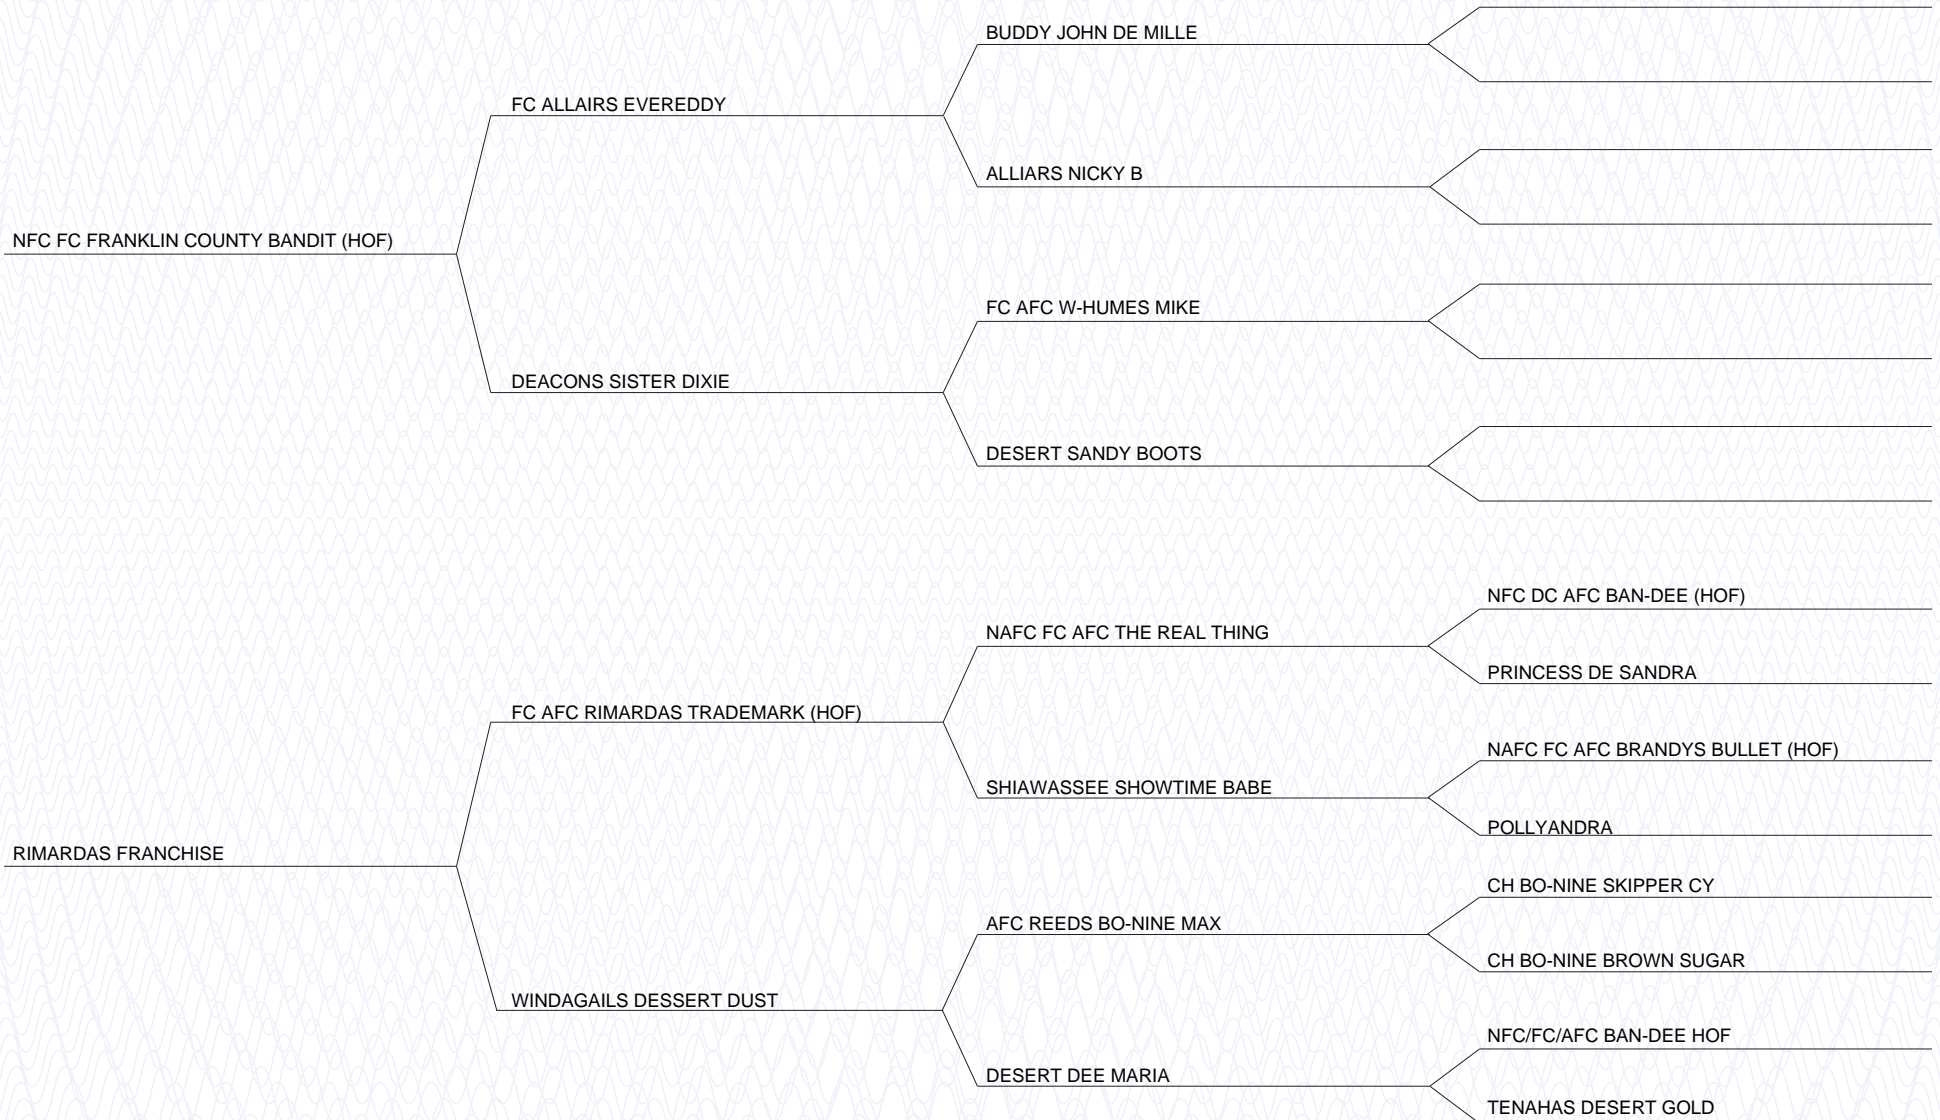 BUDDY JOHN DE MILLE
FC ALLAIRS EVEREDDY
ALLIARS NICKY B
NFC FC FRANKLIN COUNTY BANDIT (HOF)
FC AFC W-HUMES MIKE
DEACONS SISTER DIXIE
DESERT SANDY BOOTS
NFC DC AFC BAN-DEE (HOF)
NAFC FC AFC THE REAL THING
PRINCESS DE SANDRA
FC AFC RIMARDAS TRADEMARK (HOF)
NAFC FC AFC BRANDYS BULLET (HOF)
SHIAWASSEE SHOWTIME BABE
POLLYANDRA
RIMARDAS FRANCHISE
CH BO-NINE SKIPPER CY
AFC REEDS BO-NINE MAX
CH BO-NINE BROWN SUGAR
WINDAGAILS DESSERT DUST
NFC/FC/AFC BAN-DEE HOF
DESERT DEE MARIA
TENAHAS DESERT GOLD